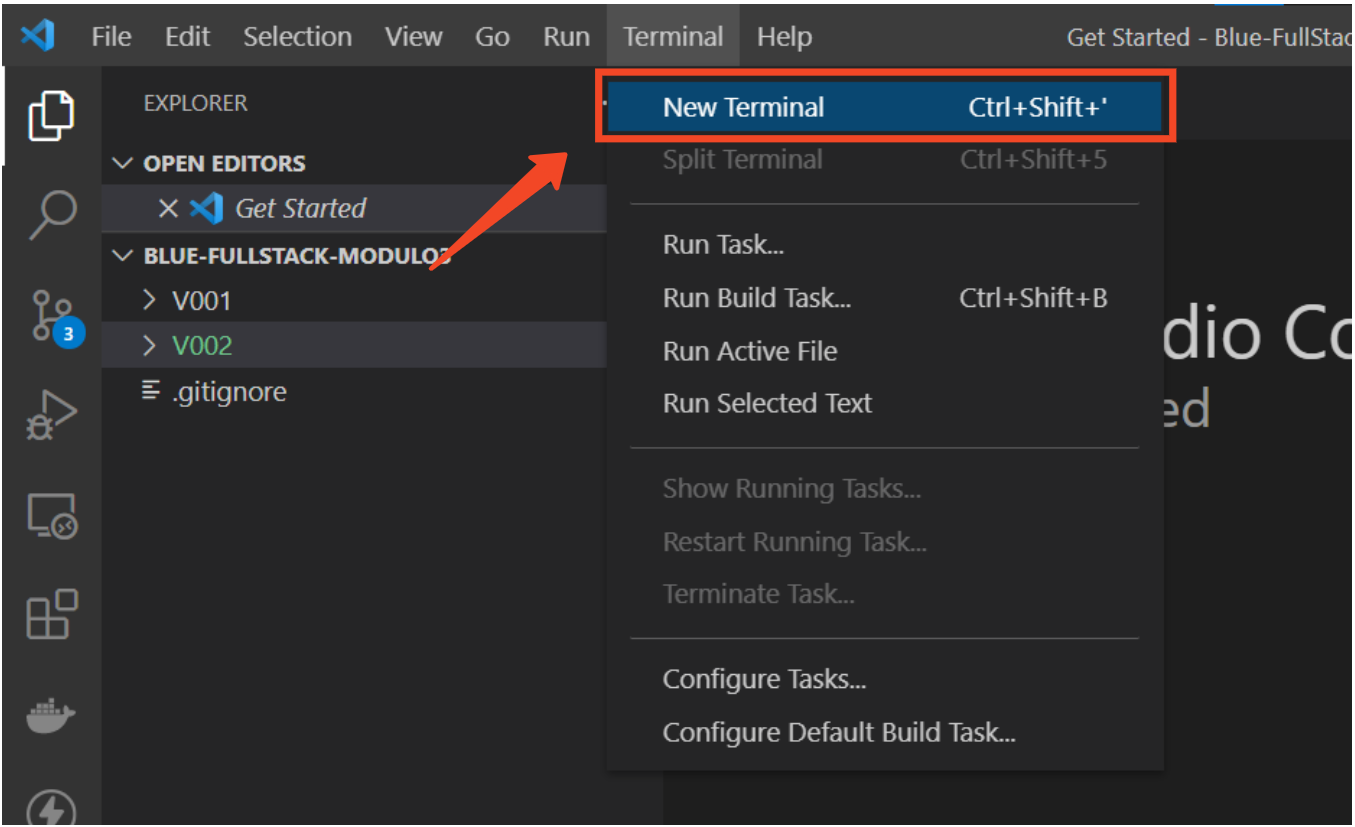 File Edit Selection View Go Run Terminal Help Get Started - Blue-FullStac
EXPLORER
OPEN EDITORS
Get Started
BLUE-FULLSTACK-MODULO3
V001
3
V002
.gitignore
New Terminal Ctrl+Shift+'
Split Terminal Ctrl+Shift+5
Run Task...
Run Build Task... Ctrl+Shift+B
Run Active File
Run Selected Text
Show Running Tasks...
Restart Running Task...
Terminate Task...
Configure Tasks...
Configure Default Build Task...
dio Co
ed